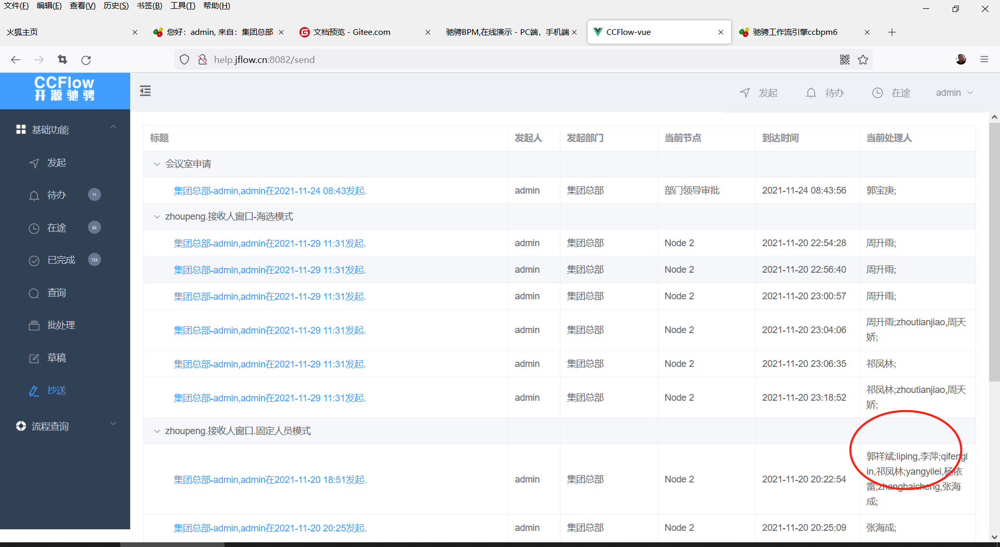 文件(F) 编辑(E) 查看(V) 历史(S) 书签(B) 工具(T) 帮助(H)
火狐主页
您好：admin, 来自：集团总部
文档预览 - Gitee.com
驰骋BPM,在线演示 - PC端，手机端
CCFlow-vue
驰骋工作流引擎ccbpm6
help.jflow.cn:8082/send
CCFlow
开源驰骋
发起
待办
在途
admin
基础功能
发起
待办 11
在途 63
已完成 123
查询
批处理
草稿
抄送
流程查询
标题 发起人 发起部门 当前节点 到达时间 当前处理人
会议室申请
集团总部-admin,admin在2021-11-24 08:43发起. admin 集团总部 部门领导审批 2021-11-24 08:43:56 郭宝庚;
zhoupeng.接收人窗口-海选模式
集团总部-admin,admin在2021-11-29 11:31发起. admin 集团总部 Node 2 2021-11-20 22:54:28 周升雨;
集团总部-admin,admin在2021-11-29 11:31发起. admin 集团总部 Node 2 2021-11-20 22:56:40 周升雨;
集团总部-admin,admin在2021-11-29 11:31发起. admin 集团总部 Node 2 2021-11-20 23:00:57 周升雨;
集团总部-admin,admin在2021-11-29 11:31发起. admin 集团总部 Node 2 2021-11-20 23:04:06 周升雨;zhoutianjiao,周天
娇;
集团总部-admin,admin在2021-11-29 11:31发起. admin 集团总部 Node 2 2021-11-20 23:06:35 祁凤林;
集团总部-admin,admin在2021-11-29 11:31发起. admin 集团总部 Node 2 2021-11-20 23:18:52 祁凤林;zhoutianjiao,周天
娇;
zhoupeng.接收人窗口.固定人员模式
集团总部-admin,admin在2021-11-20 18:51发起. admin 集团总部 Node 2 2021-11-20 20:22:54 郭祥斌;liping,李萍;qifengl
in,祁凤林;yangyilei,杨依
雷;zhanghaicheng,张海
成;
集团总部-admin,admin在2021-11-20 20:25发起. admin 集团总部 Node 2 2021-11-20 20:25:09 张海成;